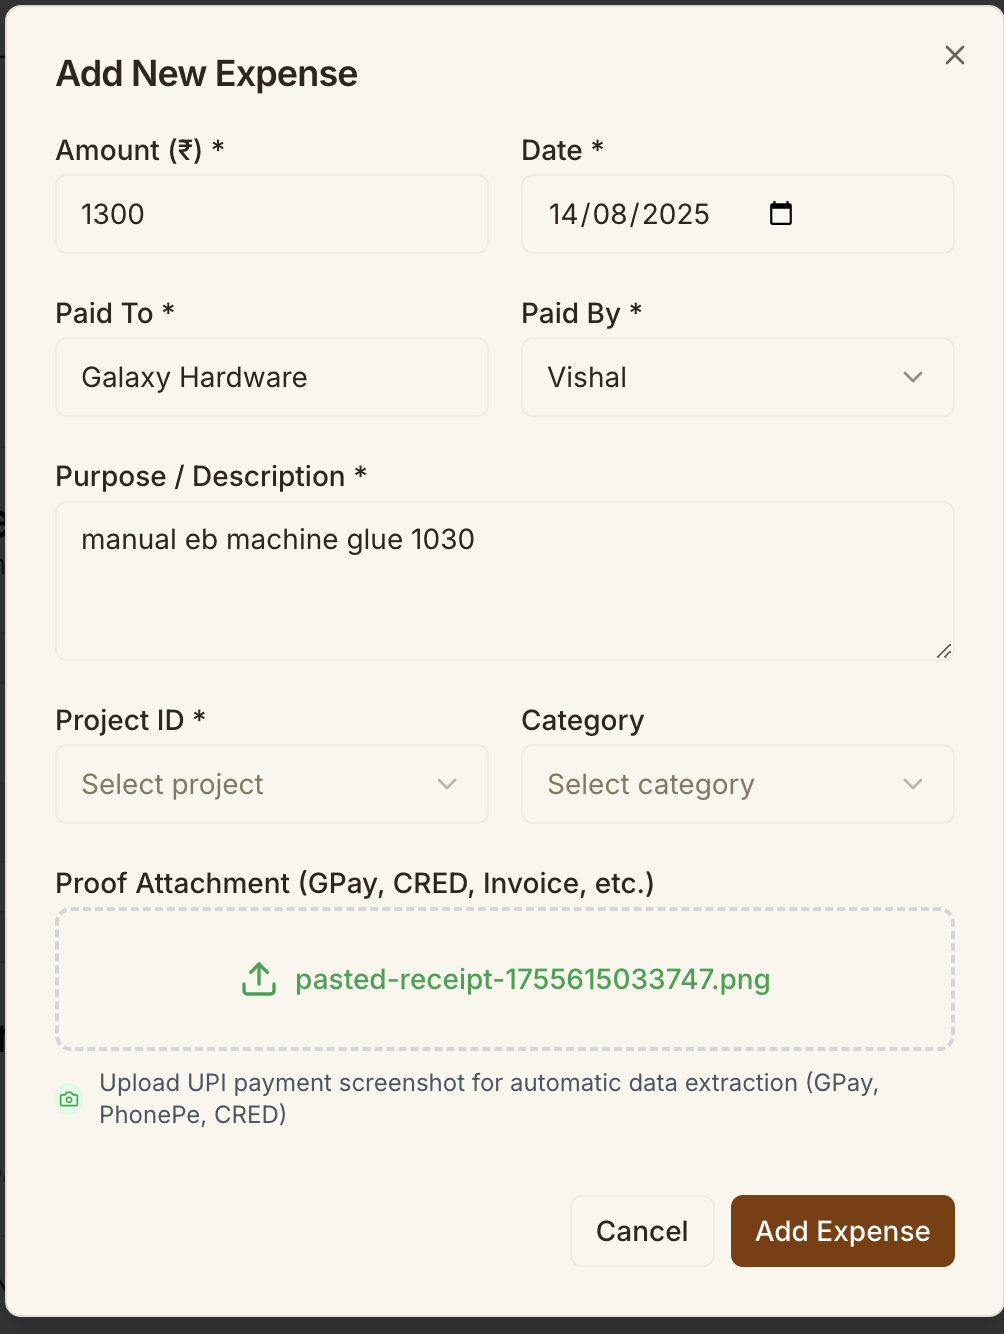 Add New Expense
Amount (₹) *
Date *
1300
14/08/2025
Paid To *
Paid By *
Galaxy Hardware
Vishal
Purpose / Description *
manual eb machine glue 1030
Project ID *
Category
Select project
Select category
Proof Attachment (GPay, CRED, Invoice, etc.)
pasted-receipt-1755615033747.png
Upload UPI payment screenshot for automatic data extraction (GPay,
PhonePe, CRED)
Cancel
Add Expense